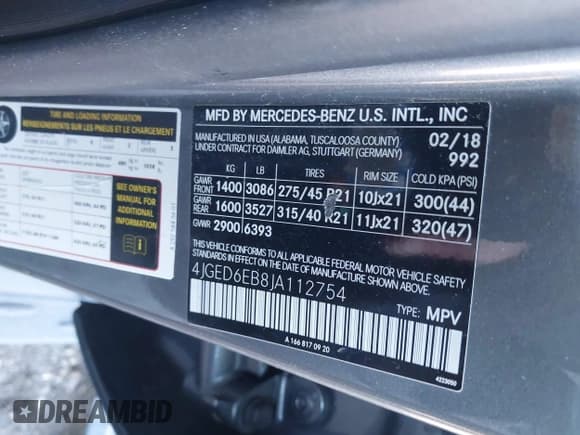 TIRE AND LOADING INFORMATION
RENSEIGNEMENTS SUR LES PNEUS ET LE CHARGEMENT
SEE OWNER'S
MANUAL FOR
ADDITIONAL
INFORMATION
MFD BY MERCEDES-BENZ U.S. INTL., INC
MANUFACTURED IN USA (ALABAMA, TUSCALOOSA COUNTY) 02/18
UNDER CONTRACT FOR DAIMLER AG, STUTTGART (GERMANY) 992
KG LB TIRES RIM SIZE COLD KPA (PSI)
GAWR FRONT 1400 3086 275/45 R21 10Jx21 300(44)
GAWR REAR 1600 3527 315/40 R21 11Jx21 320(47)
GVWR 2900 6393
THIS VEHICLE CONFORMS TO ALL APPLICABLE FEDERAL MOTOR VEHICLE SAFETY
STANDARDS IN EFFECT ON THE DATE OF MANUFACTURE SHOWN ABOVE.
4JGED6EB8JA112754
TYPE: MPV
A 166 817 09 20
4223050
DREAMBID